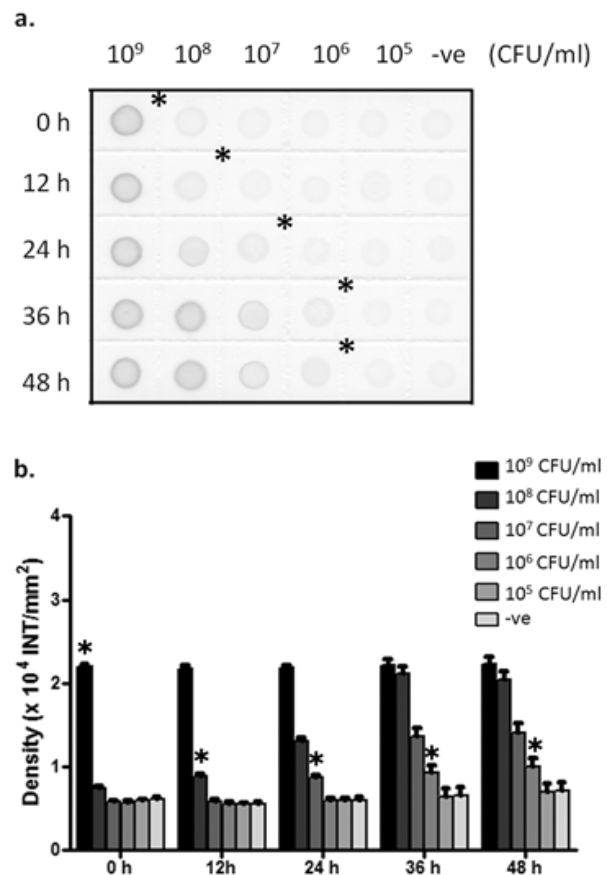 a.
10⁹ 10⁸ 10⁷ 10⁶ 10⁵ -ve (CFU/ml)
*
0 h
*
12 h
*
24 h
*
36 h
*
48 h
b.
10⁹ CFU/ml
10⁸ CFU/ml
10⁷ CFU/ml
10⁶ CFU/ml
10⁵ CFU/ml
-ve
Density (x 10⁴ INT/mm²)
4
3
2
1
0
* * * * *
0 h 12h 24 h 36 h 48 h